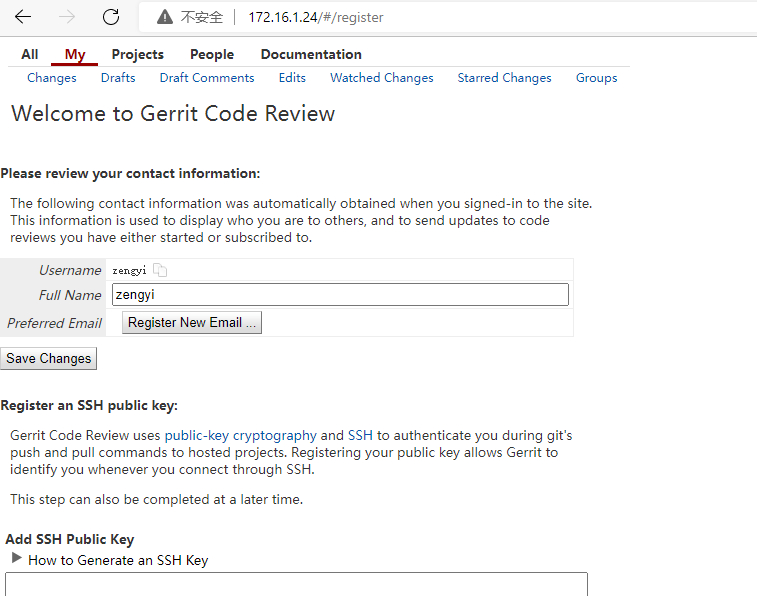 不安全 172.16.1.24/#/register
All My Projects People Documentation
Changes Drafts Draft Comments Edits Watched Changes Starred Changes Groups
Welcome to Gerrit Code Review
Please review your contact information:
The following contact information was automatically obtained when you signed-in to the site.
This information is used to display who you are to others, and to send updates to code
reviews you have either started or subscribed to.
Username zengyi
Full Name zengyi
Preferred Email Register New Email ...
Save Changes
Register an SSH public key:
Gerrit Code Review uses public-key cryptography and SSH to authenticate you during git's
push and pull commands to hosted projects. Registering your public key allows Gerrit to
identify you whenever you connect through SSH.
This step can also be completed at a later time.
Add SSH Public Key
How to Generate an SSH Key